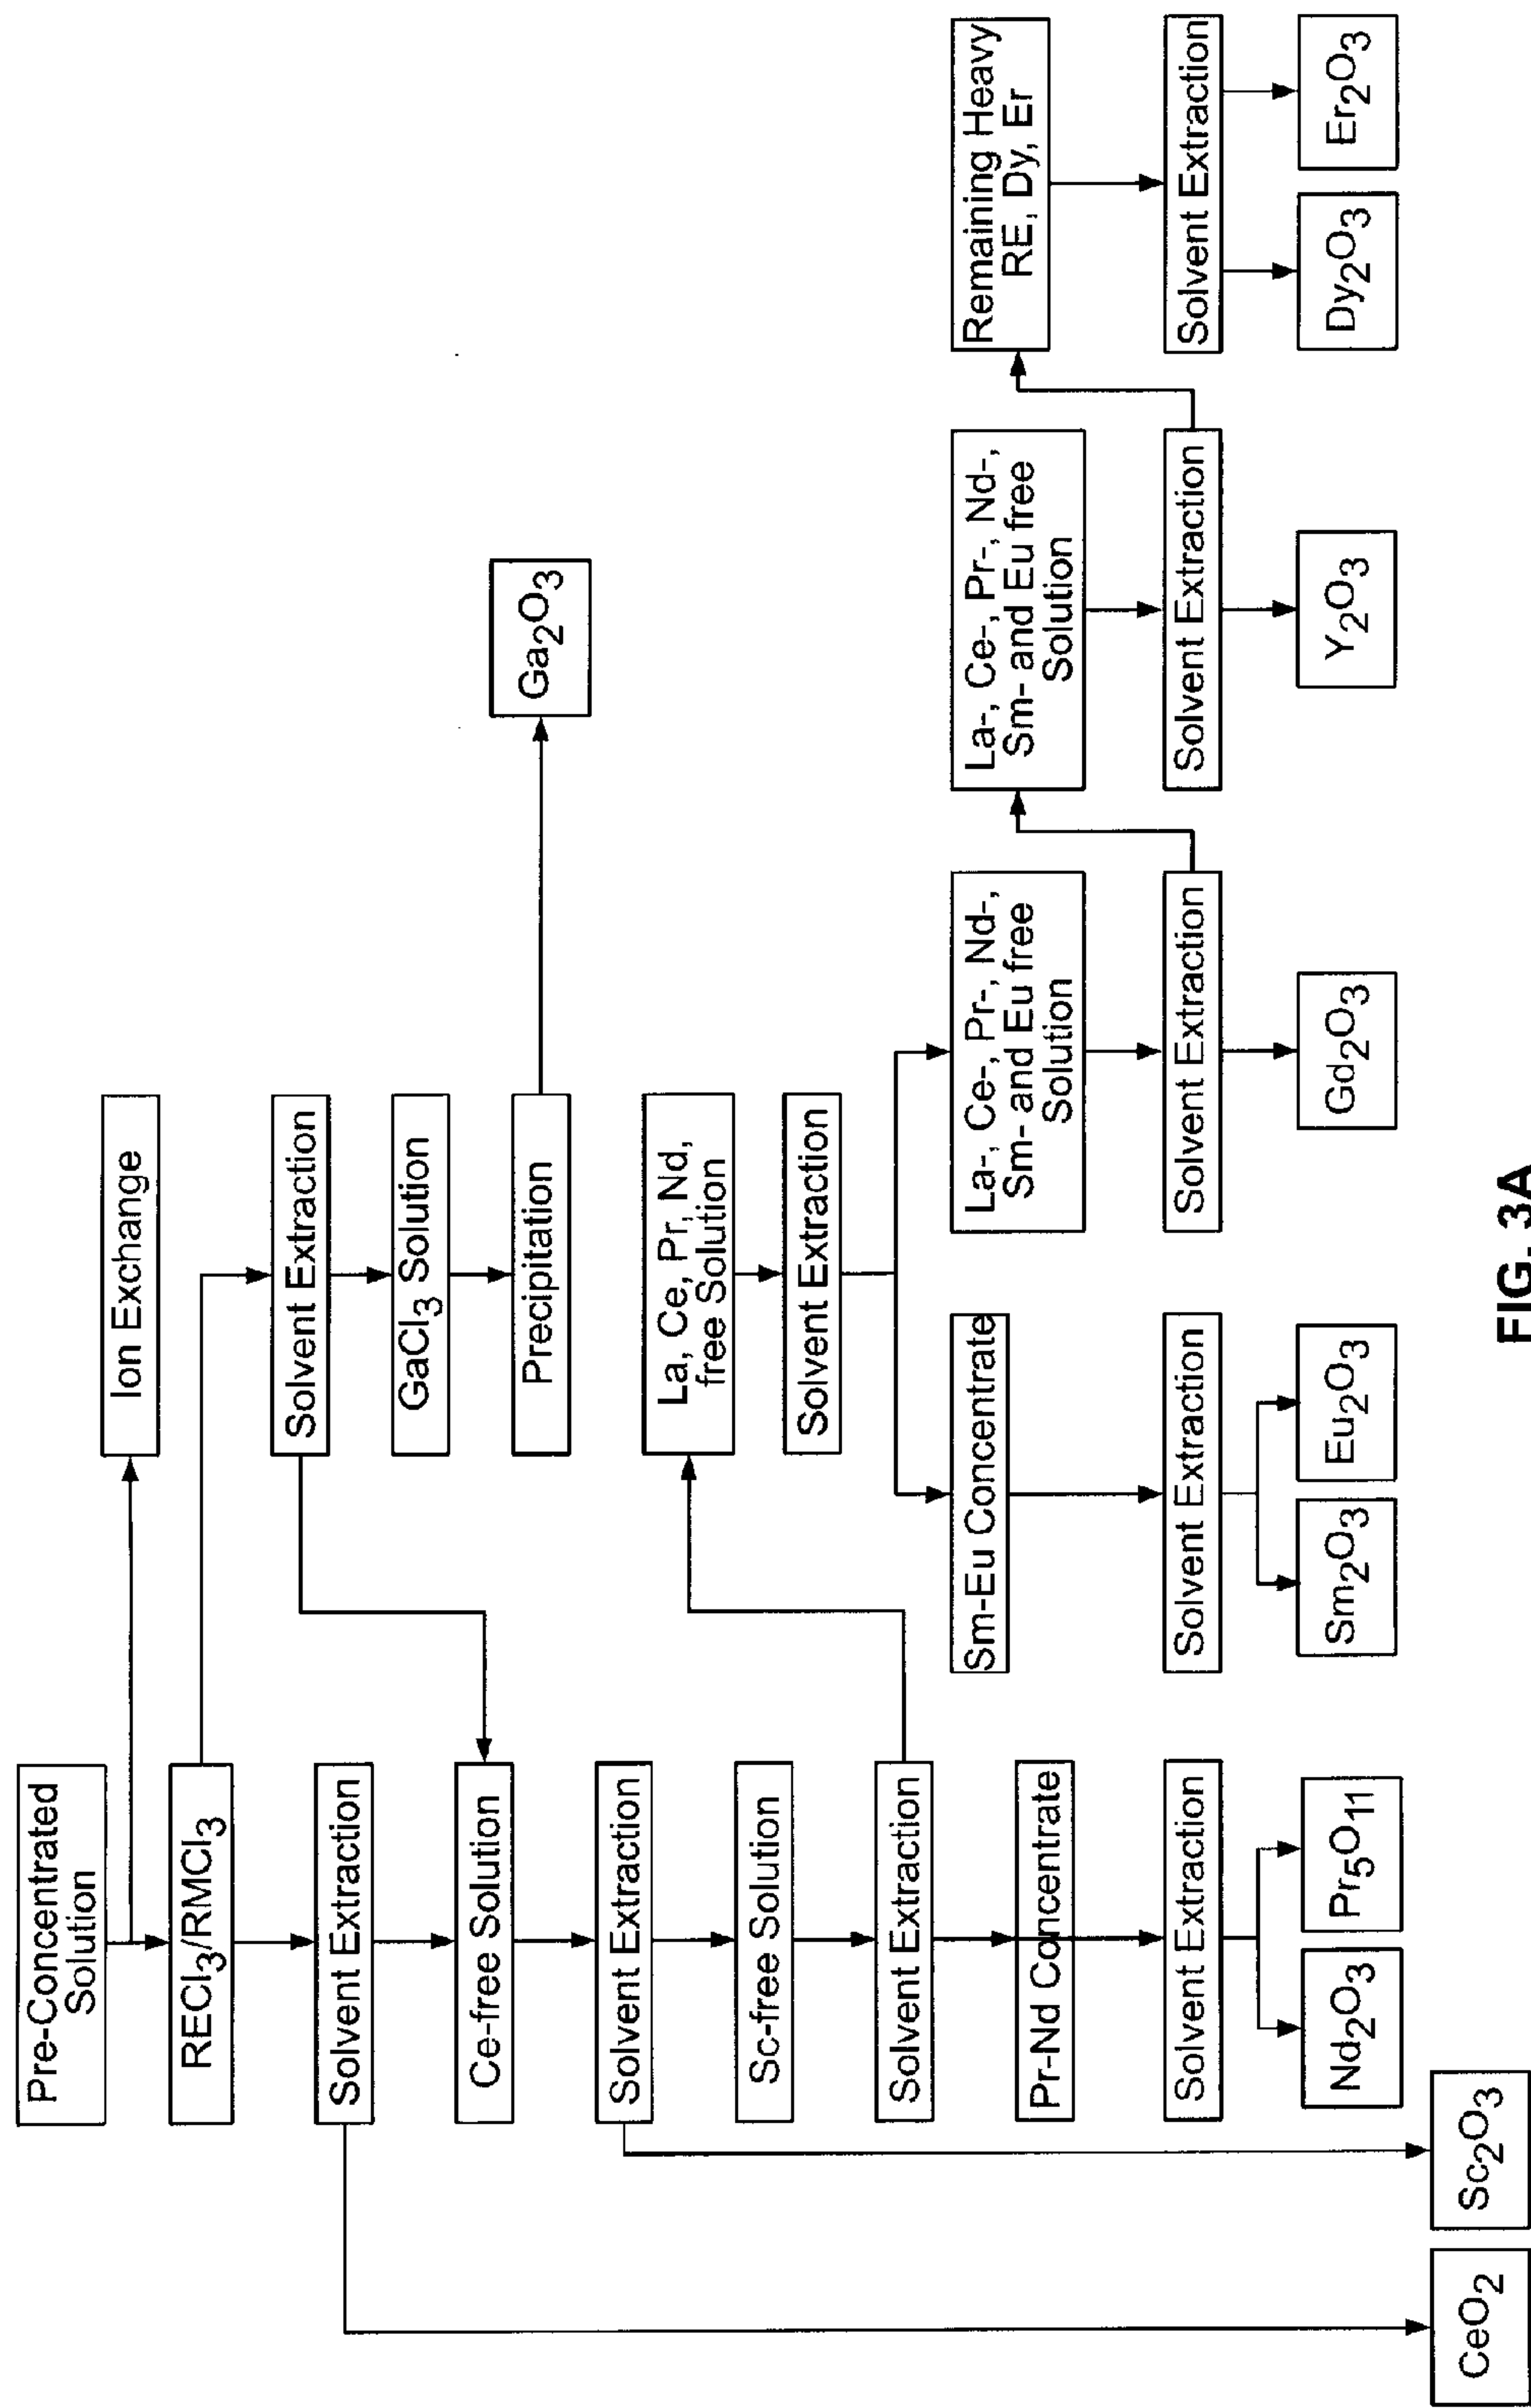 Pre-Concentrated
Solution
Ion Exchange
RECl3/RMCl3
Solvent Extraction
Solvent Extraction
GaCl3 Solution
Ce-free Solution
Precipitation
Ga2O3
Solvent Extraction
La, Ce, Pr, Nd,
free Solution
Sc-free Solution
Solvent Extraction
Solvent Extraction
Pr-Nd Concentrate
Sm-Eu Concentrate
La-, Ce-, Pr-, Nd-,
Sm- and Eu free
Solution
La-, Ce-, Pr-, Nd-,
Sm- and Eu free
Solution
Remaining Heavy
RE, Dy, Er
Solvent Extraction
Solvent Extraction
Solvent Extraction
Solvent Extraction
Solvent Extraction
Nd2O3
Pr5O11
Sm2O3
Eu2O3
Gd2O3
Y2O3
Dy2O3
Er2O3
CeO2
Sc2O3
FIG. 3A